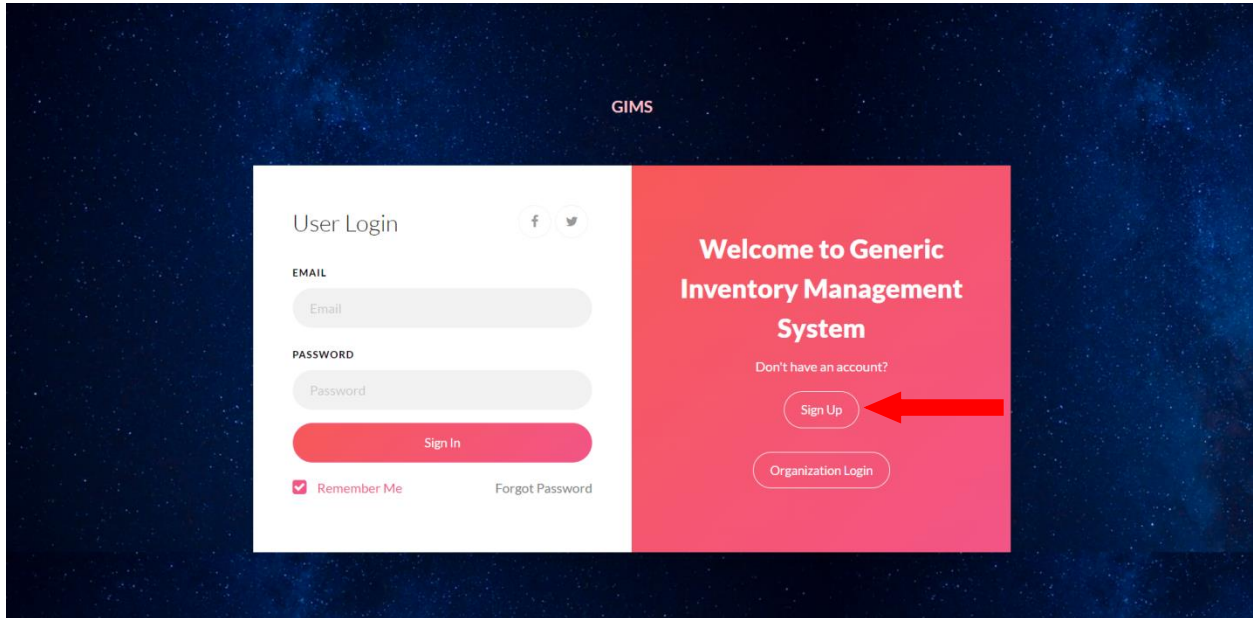 GIMS
User Login
EMAIL
Email
PASSWORD
Password
Sign In
Remember Me
Forgot Password
Welcome to Generic
Inventory Management
System
Don't have an account?
Sign Up
Organization Login